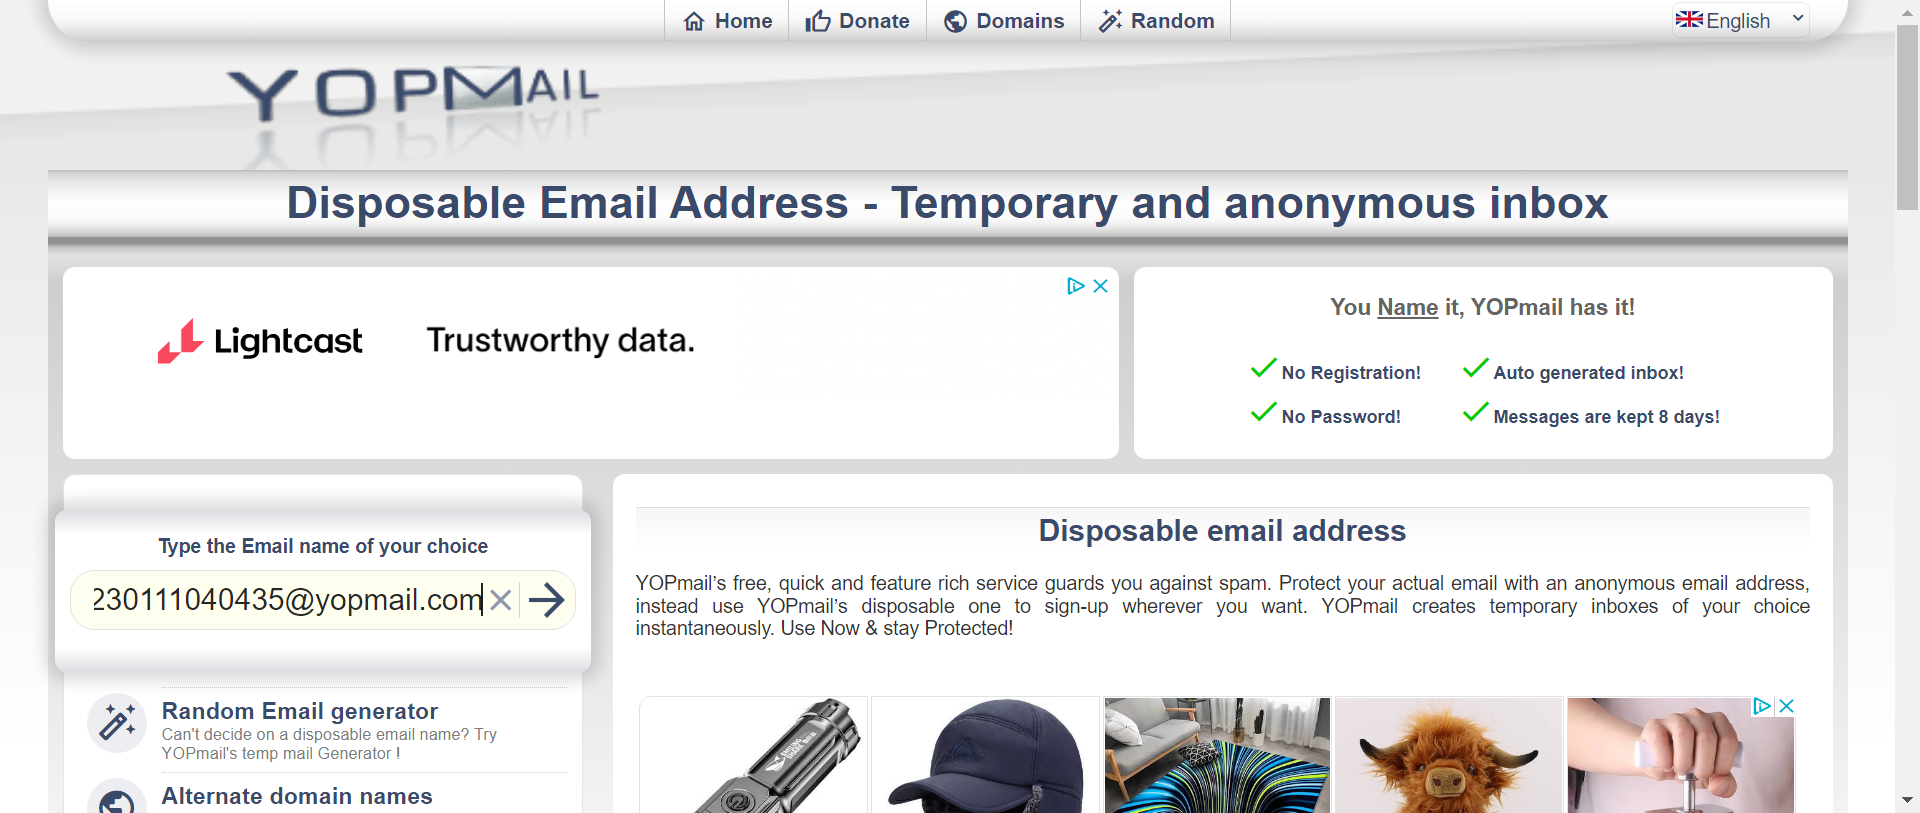 Home
Donate
Domains
Random
English
YOPMAIL
Disposable Email Address - Temporary and anonymous inbox
Lightcast
Trustworthy data.
You Name it, YOPmail has it!
No Registration!
Auto generated inbox!
No Password!
Messages are kept 8 days!
Type the Email name of your choice
230111040435@yopmail.com
Random Email generator
Can't decide on a disposable email name? Try
YOPmail's temp mail Generator !
Alternate domain names
Disposable email address
YOPmail’s free, quick and feature rich service guards you against spam. Protect your actual email with an anonymous email address,
instead use YOPmail’s disposable one to sign-up wherever you want. YOPmail creates temporary inboxes of your choice
instantaneously. Use Now & stay Protected!